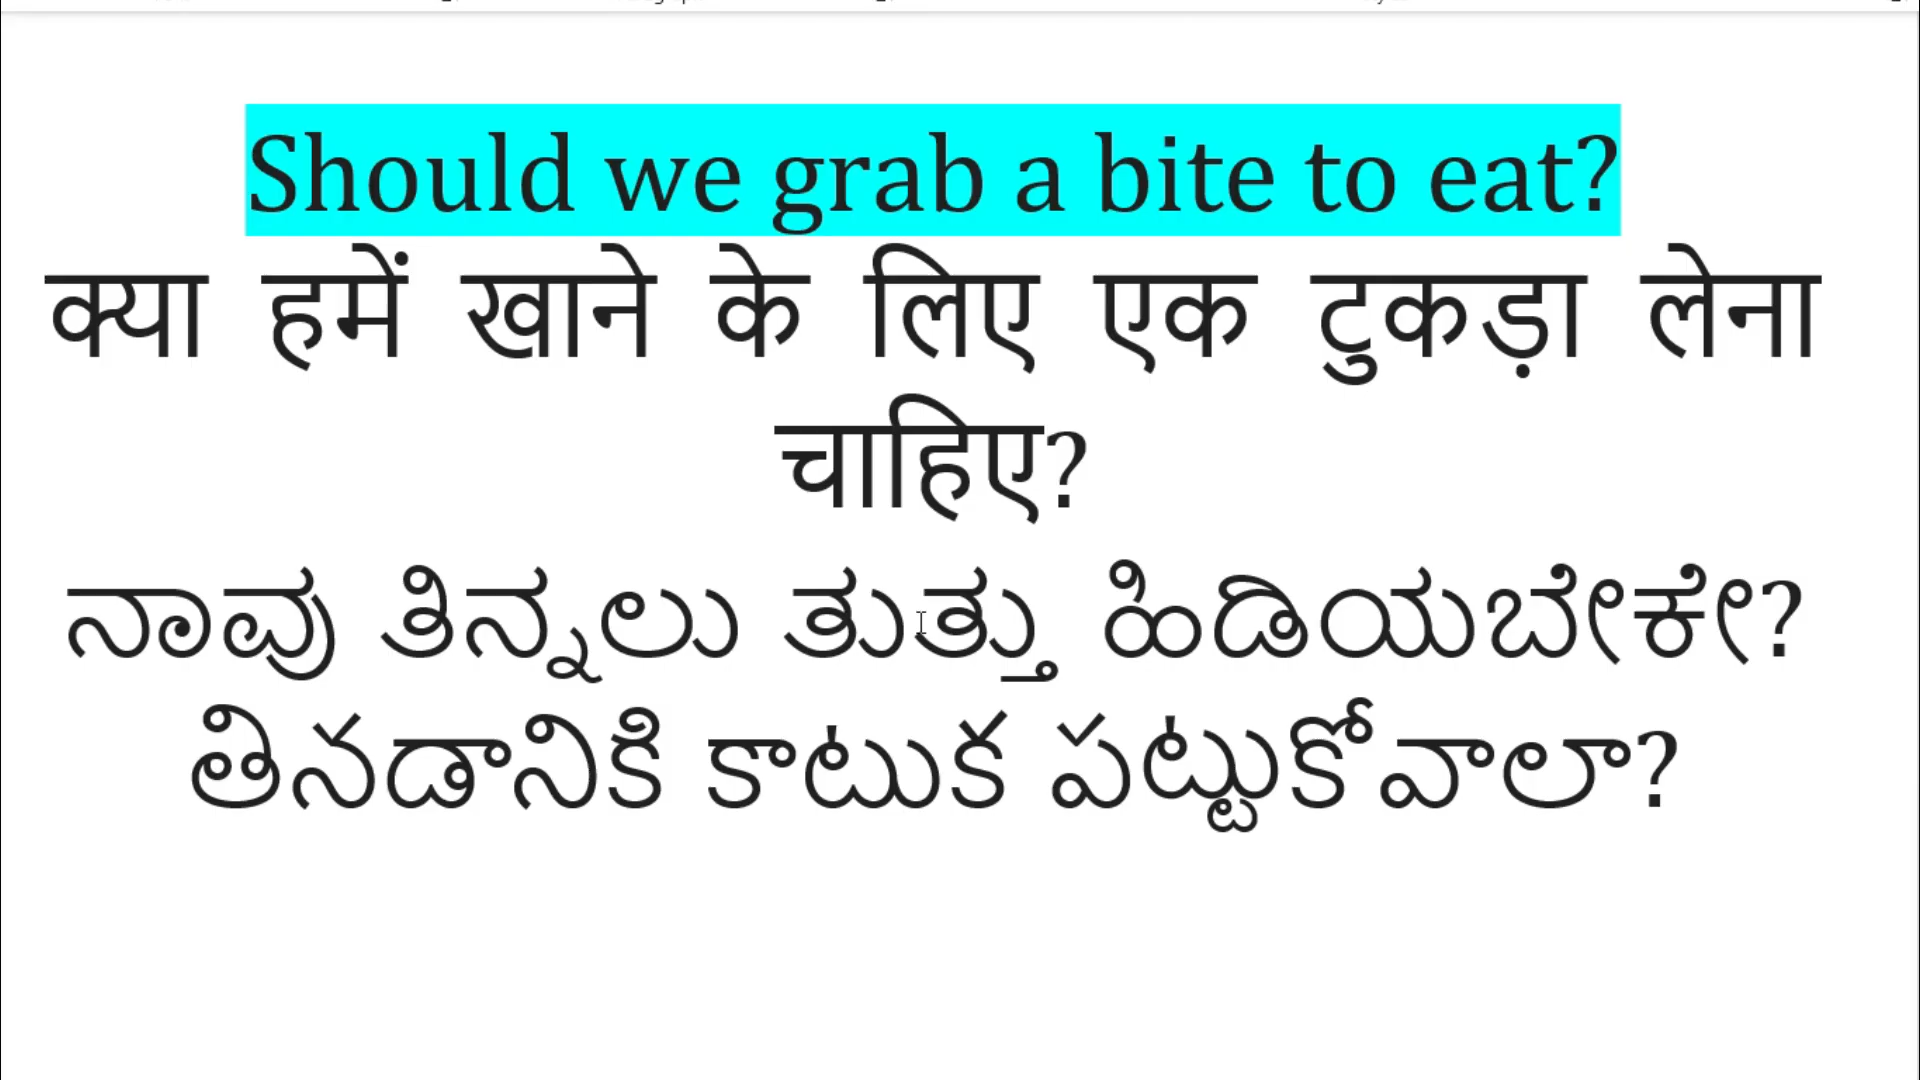 Should we grab a bite to eat?
क्या हमें खाने के लिए एक टुकड़ा लेना
चाहिए?
ನಾವು ತಿನ್ನಲು ತುತ್ತು ಹಿಡಿಯಬೇಕೇ?
తినడానికి కాటుక పట్టుకోవాలా?